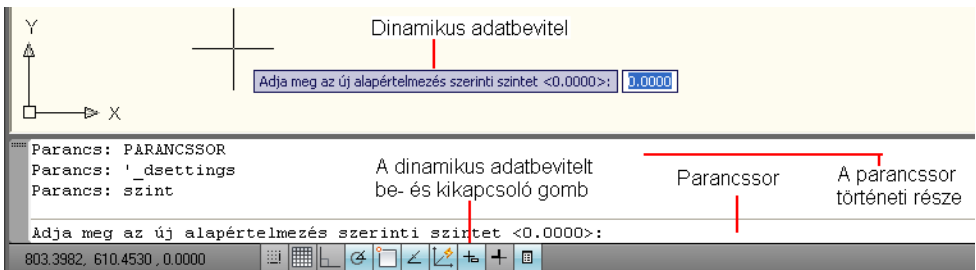 Y
Dinamikus adatbevitel
Adja meg az új alapértelmezés szerinti szintet <0.0000>: 0.0000
X
Parancs: PARANCSSOR
Parancs: '_dsettings
Parancs: szint
A dinamikus adatbevitelt
be- és kikapcsoló gomb
Parancssor
A parancssor
történeti része
Adja meg az új alapértelmezés szerinti szintet <0.0000>:
803.3982, 610.4530 , 0.0000